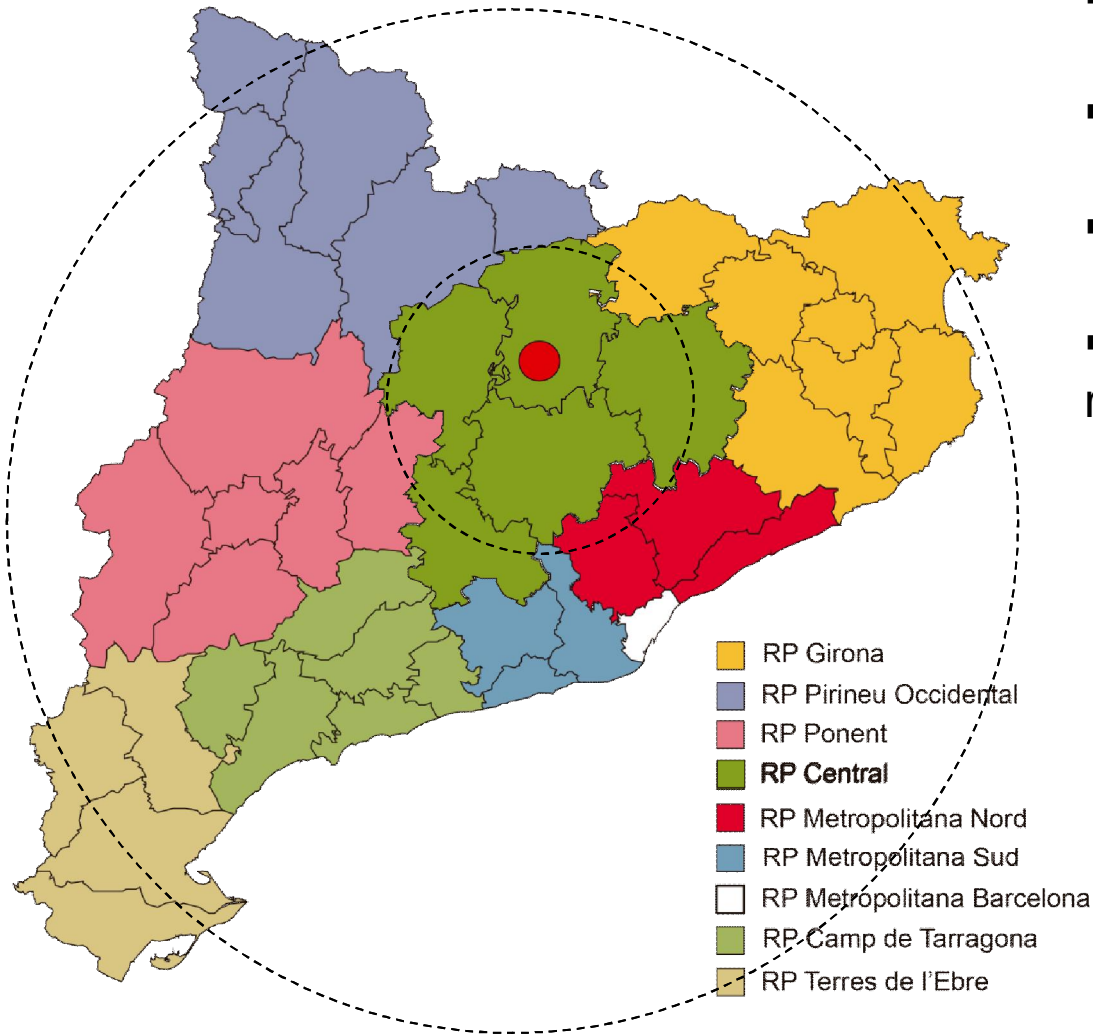 RP Girona
RP Pirineu Occidental
RP Ponent
RP Central
RP Metropolitana Nord
RP Metropolitana Sud
RP Metropolitana Barcelona
RP Camp de Tarragona
RP Terres de l'Ebre